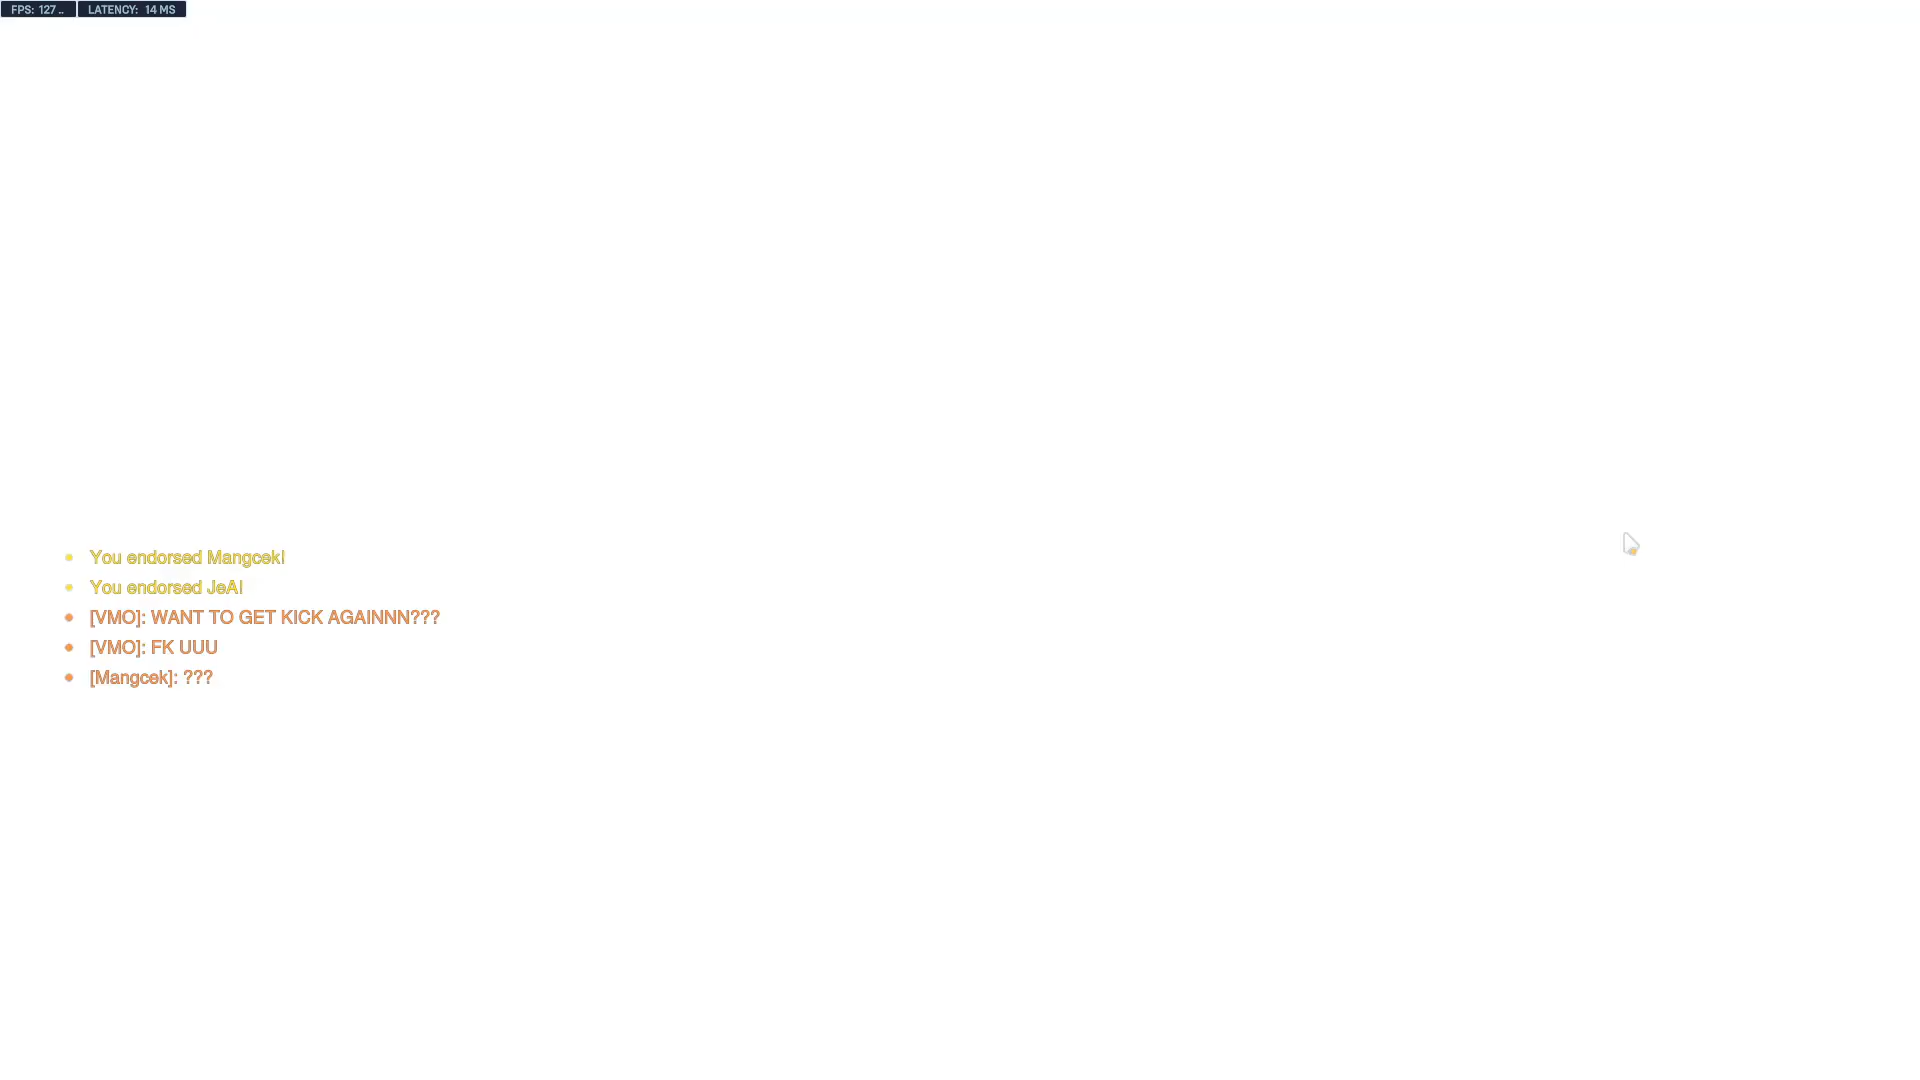 FPS: 127 .. LATENCY: 14 MS
You endorsed Mangcek!
You endorsed JeA!
[VMO]: WANT TO GET KICK AGAINNN???
[VMO]: FK UUU
[Mangcek]: ???